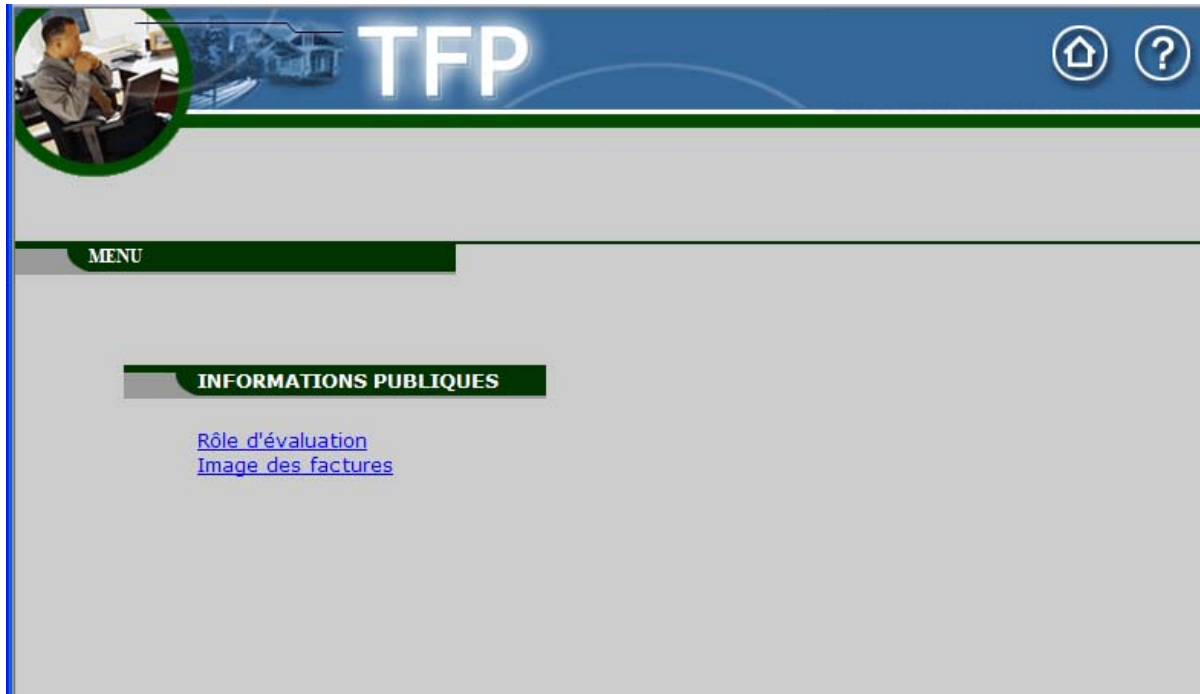 TFP
?
MENU
INFORMATIONS PUBLIQUES
Rôle d'évaluation
Image des factures